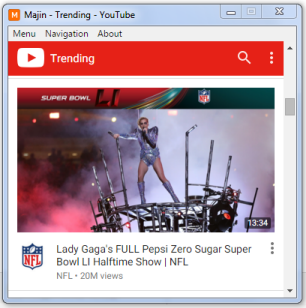 Majin - Trending - YouTube
Menu Navigation About
Trending
SUPER BOWL
NFL
13:34
NFL
Lady Gaga's FULL Pepsi Zero Sugar Super
Bowl LI Halftime Show | NFL
NFL • 20M views